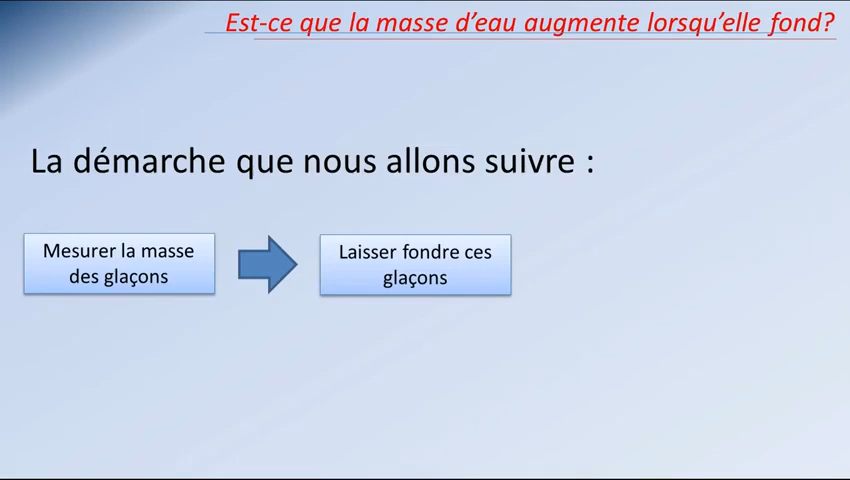 Est-ce que la masse d’eau augmente lorsqu’elle fond?
La démarche que nous allons suivre :
Mesurer la masse
des glaçons
Laisser fondre ces
glaçons